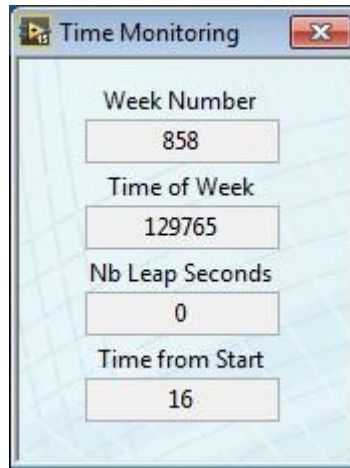 Time Monitoring
Week Number
858
Time of Week
129765
Nb Leap Seconds
0
Time from Start
16